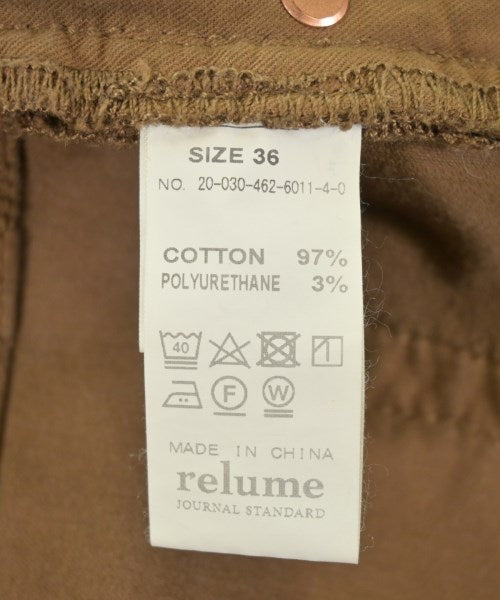 SIZE 36
NO. 20-030-462-6011-4-0
COTTON 97%
POLYURETHANE 3%
40
F W
MADE IN CHINA
relume
JOURNAL STANDARD